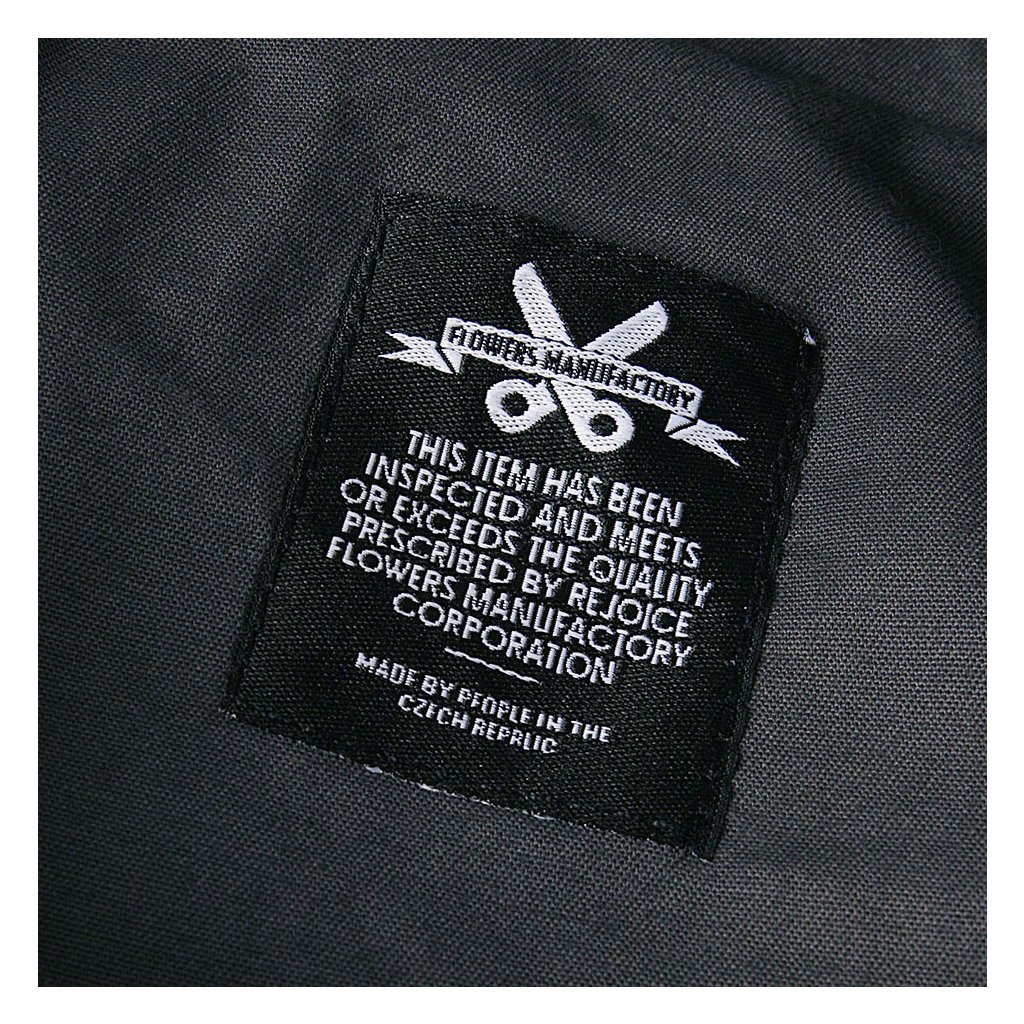 FLOWERS MANUFACTORY
THIS ITEM HAS BEEN
INSPECTED AND MEETS
OR EXCEEDS THE QUALITY
PRESCRIBED BY REJOICE
FLOWERS MANUFACTORY
CORPORATION
MADE BY PEOPLE IN THE
CZECH REPRLIC